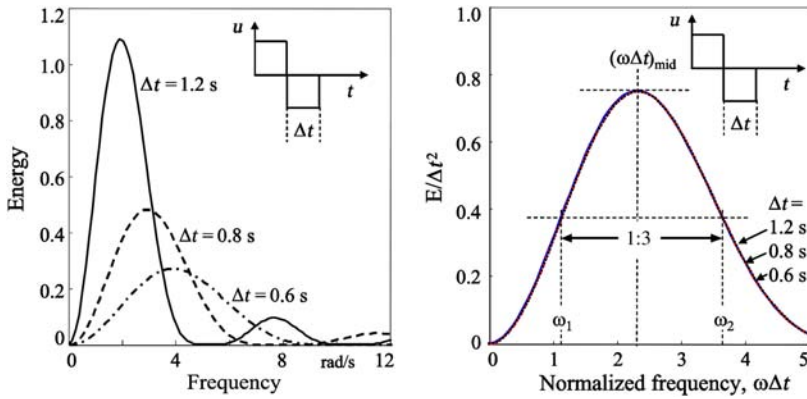 1.2
1.0
0.8
0.6
0.4
0.2
0
Energy
u
t
Δt
Δt = 1.2 s
Δt = 0.8 s
Δt = 0.6 s
0
4
8
12
rad/s
Frequency
1.0
0.8
0.6
0.4
0.2
0.0
E/Δt²
(ωΔt)mid
u
t
Δt
Δt =
1.2 s
0.8 s
0.6 s
1:3
ω₁
ω₂
0
1
2
3
4
5
Normalized frequency, ωΔt